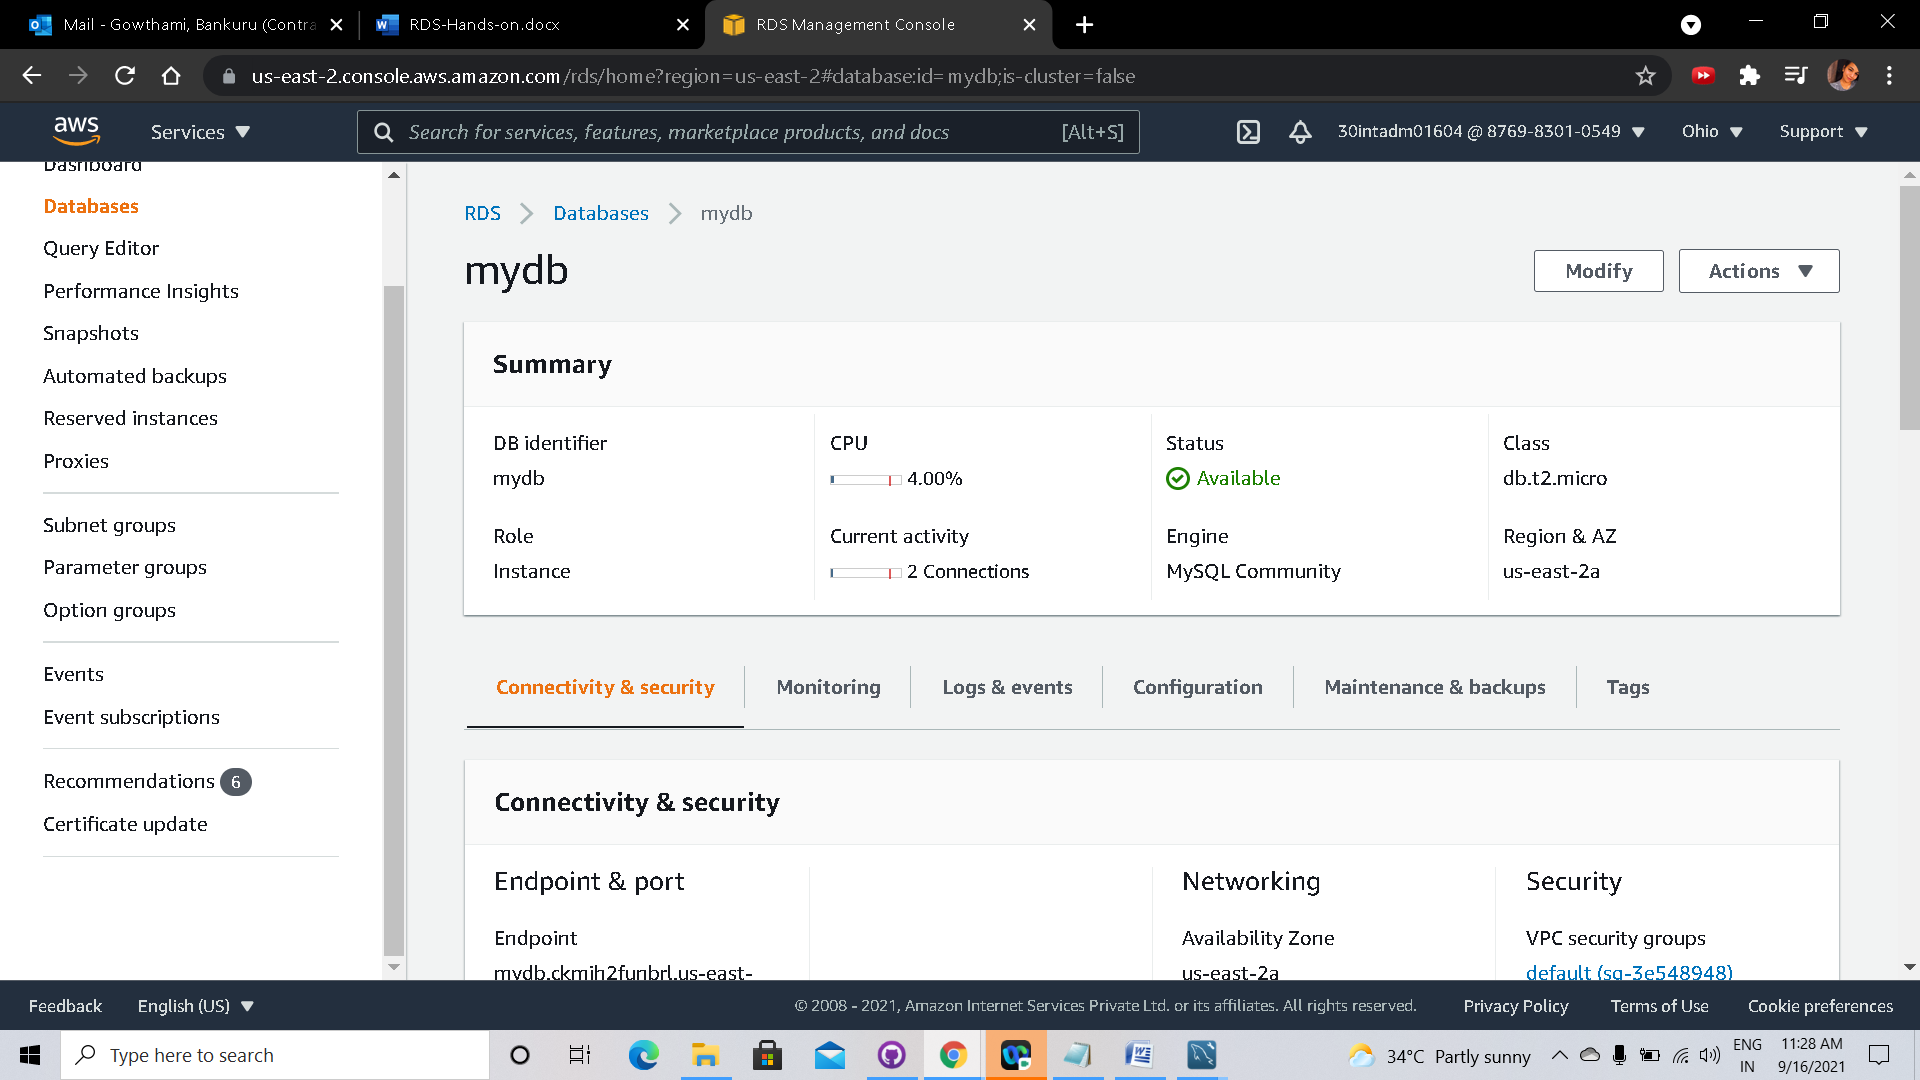 Mail - Gowthami, Bankuru (Contra
RDS-Hands-on.docx
RDS Management Console
us-east-2.console.aws.amazon.com/rds/home?region=us-east-2#database:id=mydb;is-cluster=false
aws
Services
Search for services, features, marketplace products, and docs
[Alt+S]
30intadm01604 @ 8769-8301-0549
Ohio
Support
Dashboard
Databases
Query Editor
Performance Insights
Snapshots
Automated backups
Reserved instances
Proxies
Subnet groups
Parameter groups
Option groups
Events
Event subscriptions
Recommendations 6
Certificate update
RDS > Databases > mydb
mydb
Modify
Actions
Summary
DB identifier
mydb
CPU
4.00%
Status
Available
Class
db.t2.micro
Role
Instance
Current activity
2 Connections
Engine
MySQL Community
Region & AZ
us-east-2a
Connectivity & security
Monitoring
Logs & events
Configuration
Maintenance & backups
Tags
Connectivity & security
Endpoint & port
Endpoint
mydb.ckmih2funbrl.us-east-
Networking
Availability Zone
us-east-2a
Security
VPC security groups
default (sg-3e548948)
Feedback
English (US)
© 2008 - 2021, Amazon Internet Services Private Ltd. or its affiliates. All rights reserved.
Privacy Policy
Terms of Use
Cookie preferences
Type here to search
34°C Partly sunny
ENG
IN
11:28 AM
9/16/2021